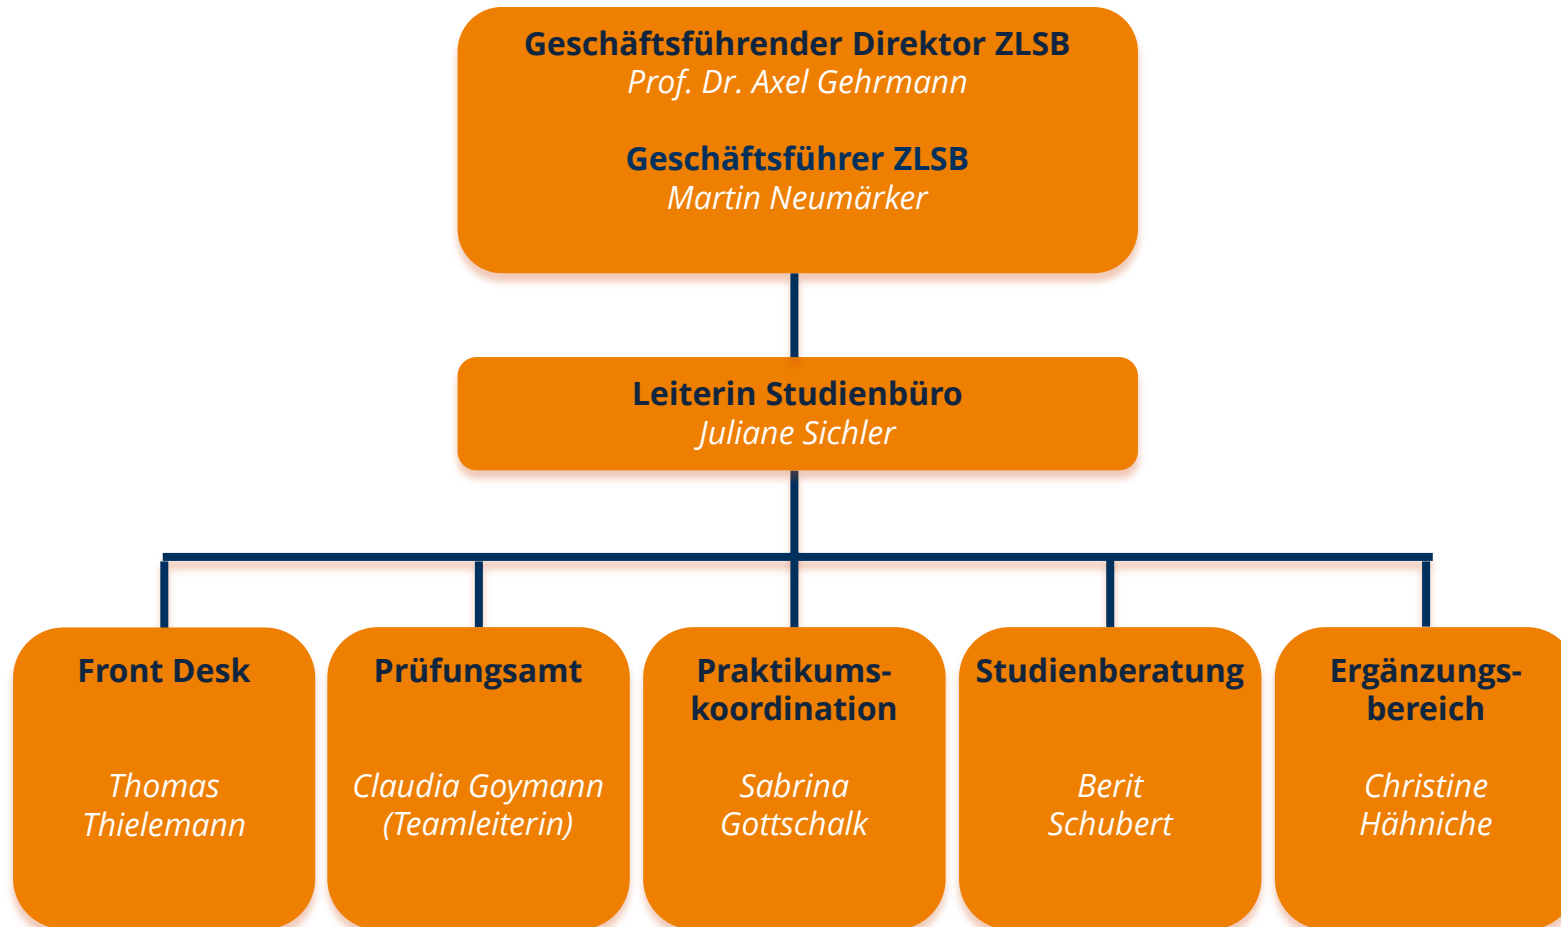 Geschäftsführender Direktor ZLSB
Prof. Dr. Axel Gehrmann
Geschäftsführer ZLSB
Martin Neumärker
Leiterin Studienbüro
Juliane Sichler
Front Desk
Thomas
Thielemann
Prüfungsamt
Claudia Goymann
(Teamleiterin)
Praktikums-
koordination
Sabrina
Gottschalk
Studienberatung
Berit
Schubert
Ergänzungs-
bereich
Christine
Hähniche